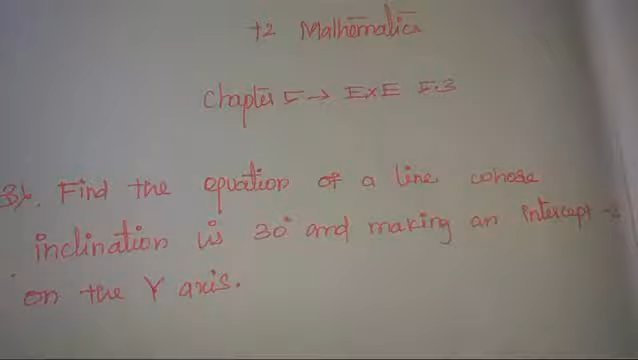 +2 Mathematics
Chapter 5 → EXE 5.3
Find the equation of a line whose
inclination is 30° and making an intercept
on the Y axis.